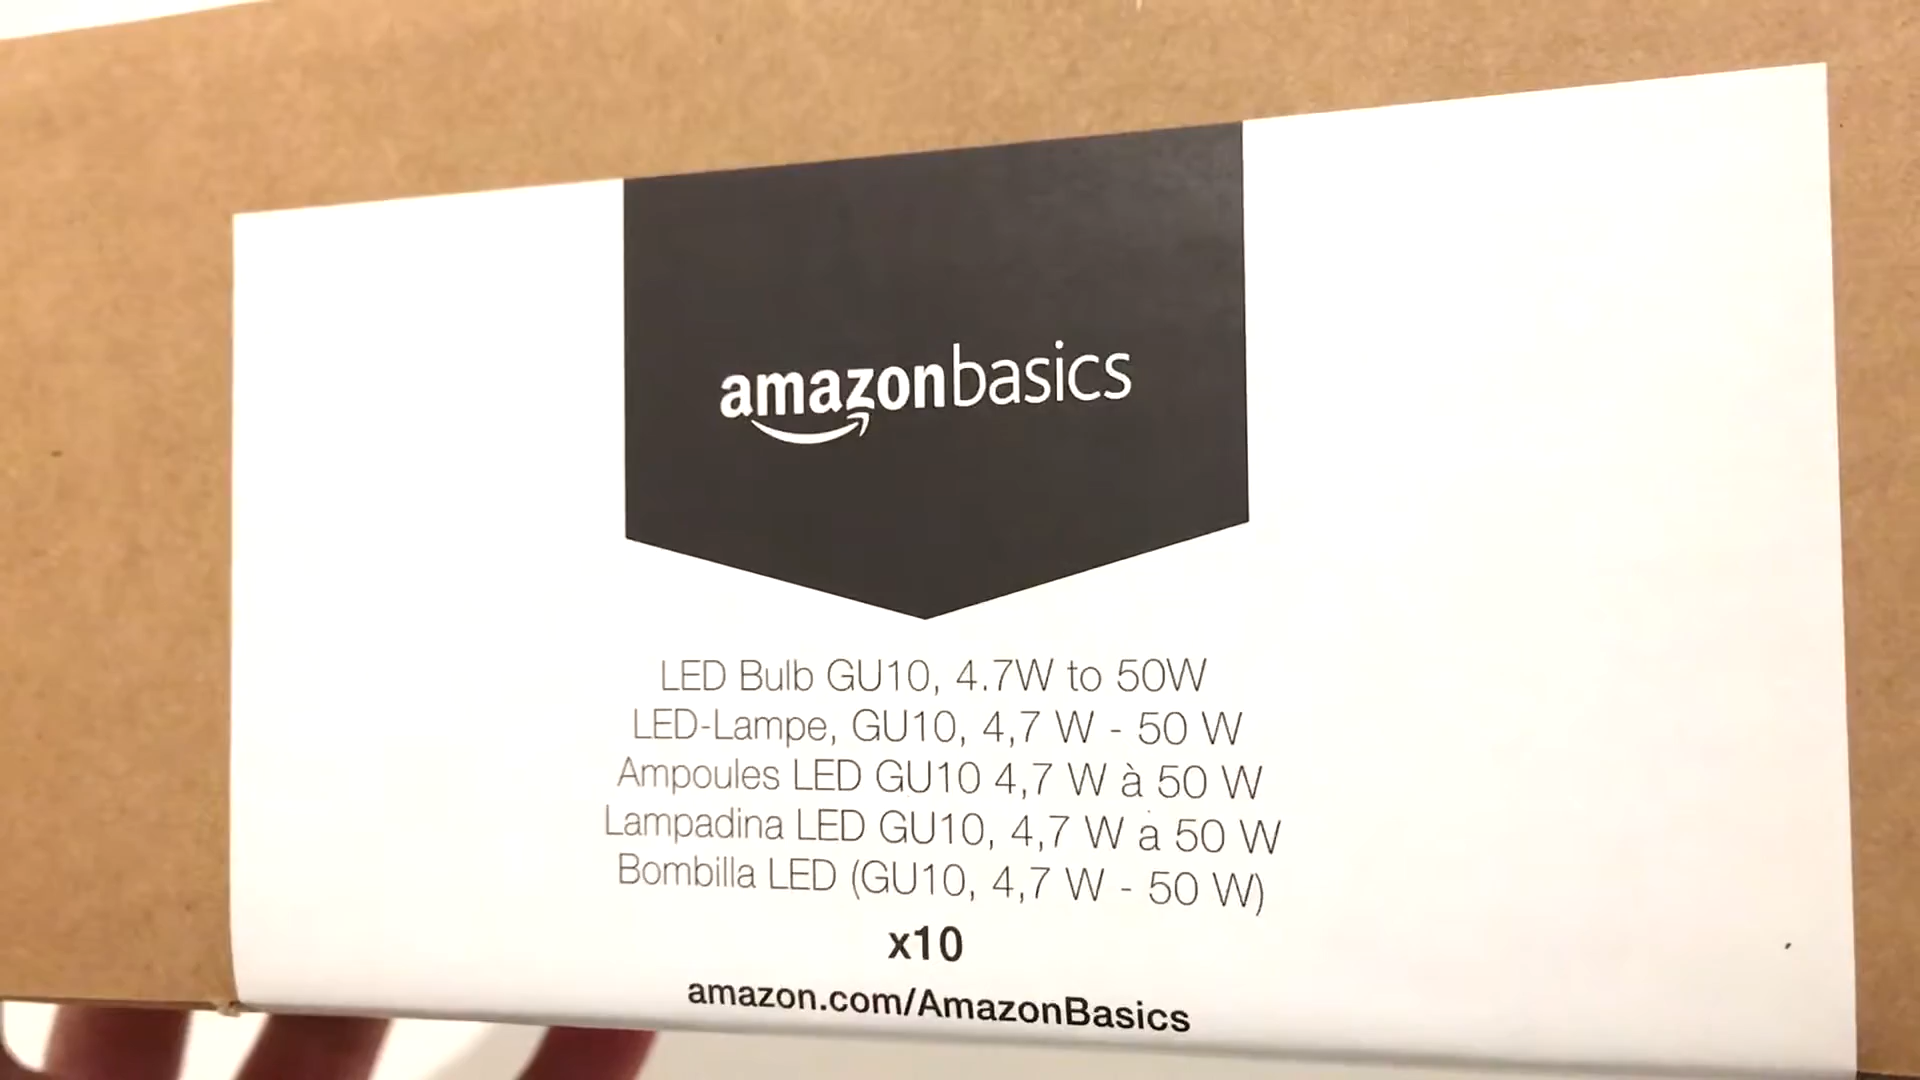 amazonbasics
LED Bulb GU10, 4.7W to 50W
LED-Lampe, GU10, 4,7 W - 50 W
Ampoules LED GU10 4,7 W à 50 W
Lampadina LED GU10, 4,7 W a 50 W
Bombilla LED (GU10, 4,7 W - 50 W)
x10
amazon.com/AmazonBasics